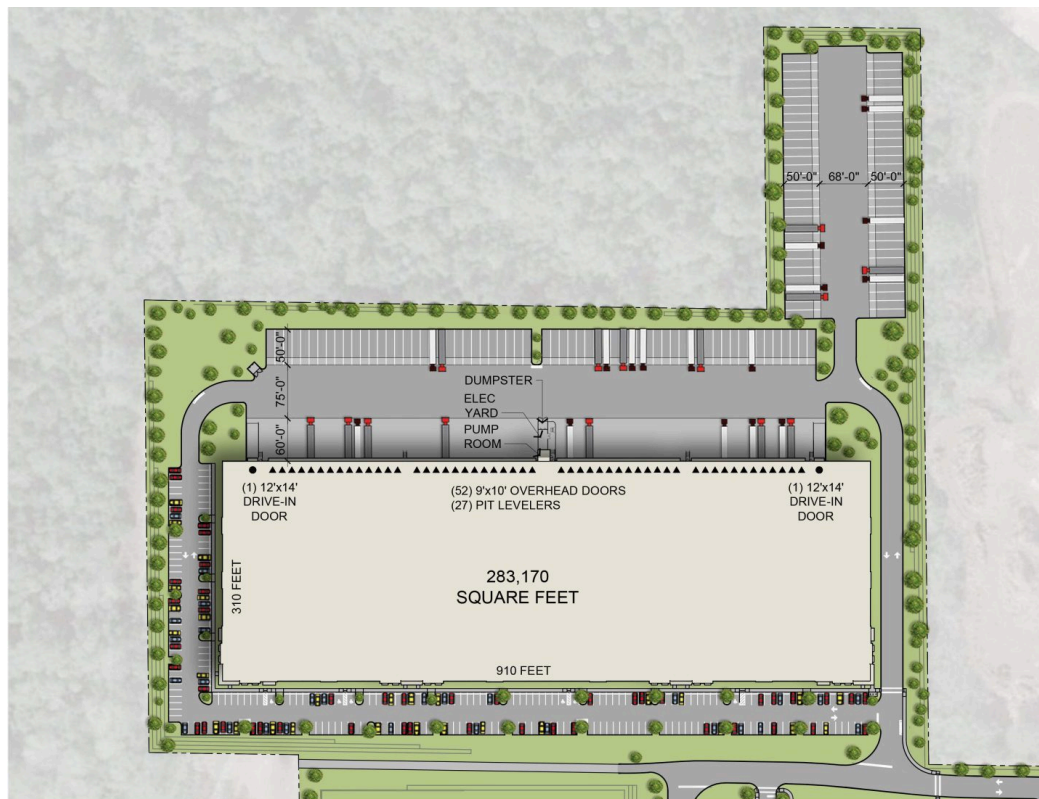 50'-0" 68'-0" 50'-0"
50'-0"
75'-0"
60'-0"
DUMPSTER
ELEC
YARD
PUMP
ROOM
(1) 12'x14'
DRIVE-IN
DOOR
(52) 9'x10' OVERHEAD DOORS
(27) PIT LEVELERS
(1) 12'x14'
DRIVE-IN
DOOR
310 FEET
283,170
SQUARE FEET
910 FEET